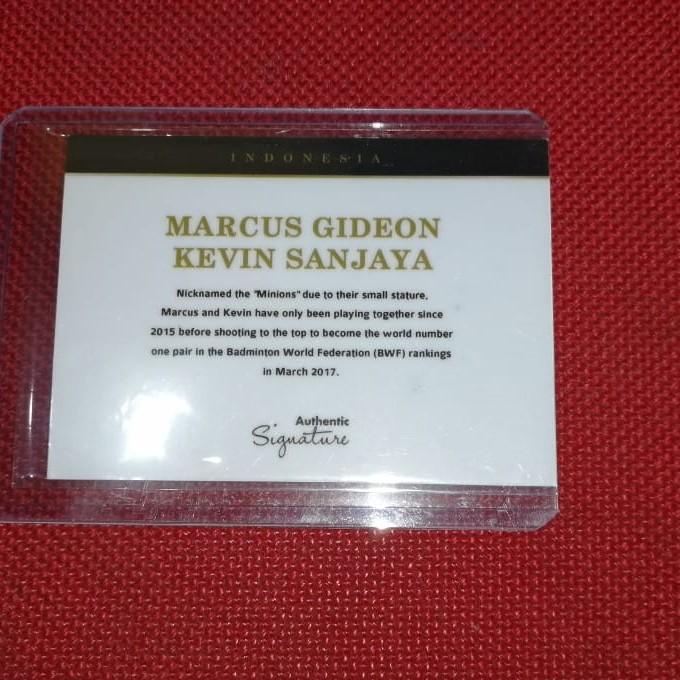 INDONESIA
MARCUS GIDEON
KEVIN SANJAYA
Nicknamed the "Minions" due to their small stature,
Marcus and Kevin have only been playing together since
2015 before shooting to the top to become the world number
one pair in the Badminton World Federation (BWF) rankings
in March 2017.
Authentic
Signature